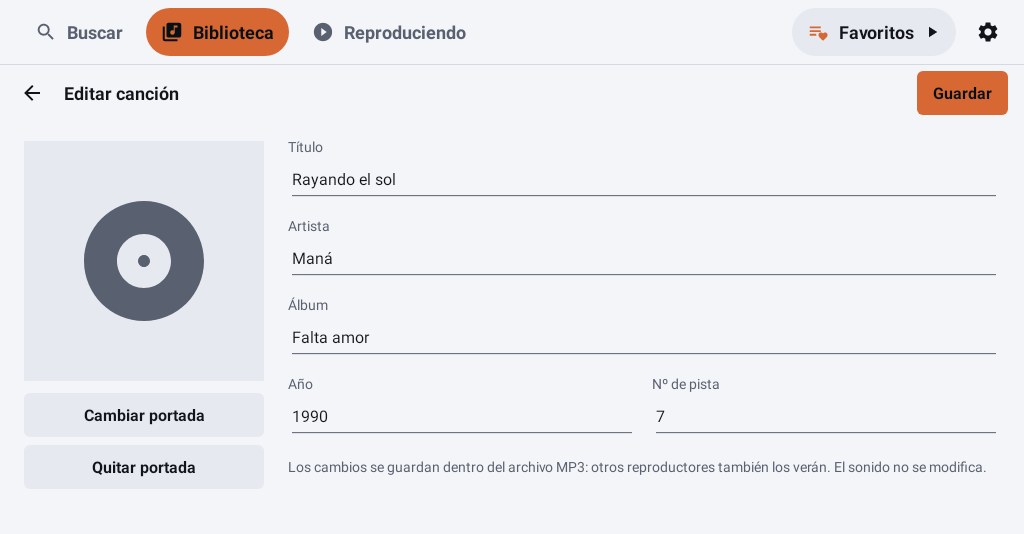 Buscar
Biblioteca
Reproduciendo
Favoritos
Editar canción
Guardar
Título
Rayando el sol
Artista
Maná
Álbum
Falta amor
Año
Nº de pista
1990
7
Cambiar portada
Quitar portada
Los cambios se guardan dentro del archivo MP3: otros reproductores también los verán. El sonido no se modifica.